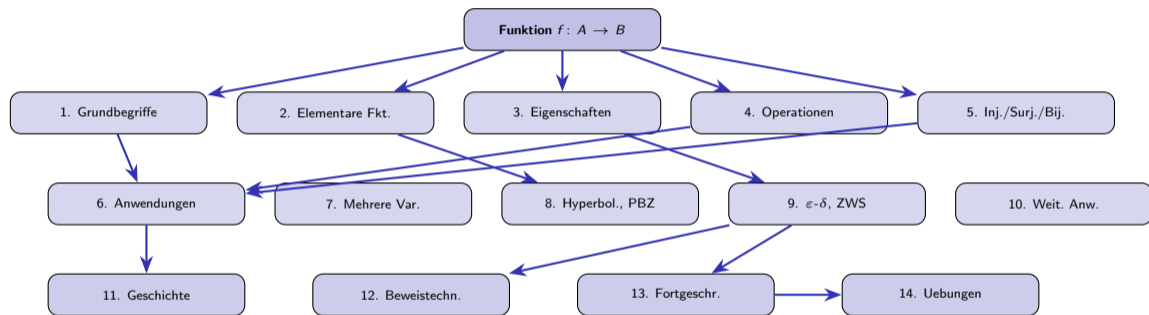 Funktion f: A → B
1. Grundbegriffe
2. Elementare Fkt.
3. Eigenschaften
4. Operationen
5. Inj./Surj./Bij.
6. Anwendungen
7. Mehrere Var.
8. Hyperbol., PBZ
9. ε-δ, ZWS
10. Weit. Anw.
11. Geschichte
12. Beweistechn.
13. Fortgeschr.
14. Uebungen